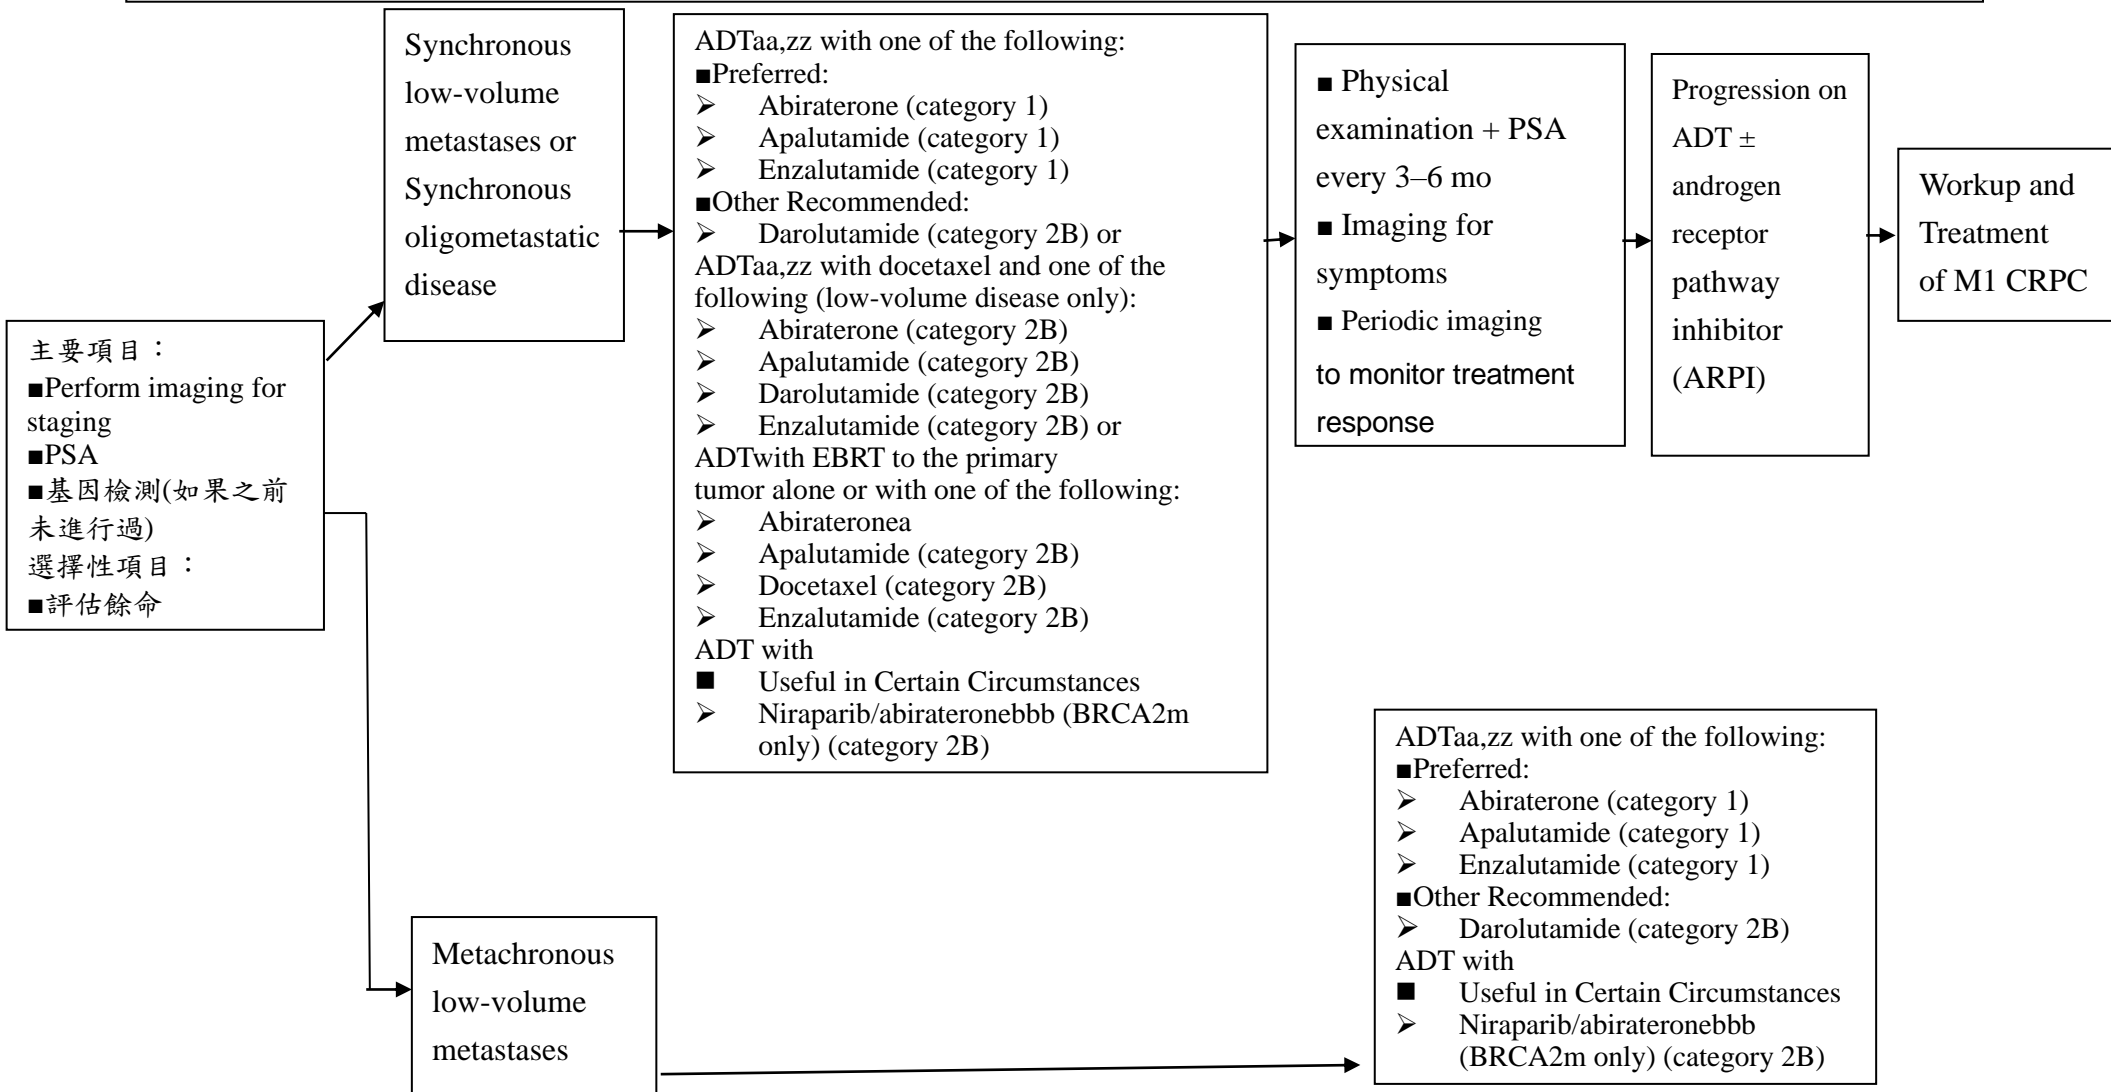 主要項目：
■Perform imaging for
staging
■PSA
■基因檢測(如果之前
未進行過)
選擇性項目：
■評估餘命
Synchronous
low-volume
metastases or
Synchronous
oligometastatic
disease
ADTaa,zz with one of the following:
■Preferred:
➢ Abiraterone (category 1)
➢ Apalutamide (category 1)
➢ Enzalutamide (category 1)
■Other Recommended:
➢ Darolutamide (category 2B) or
ADTaa,zz with docetaxel and one of the
following (low-volume disease only):
➢ Abiraterone (category 2B)
➢ Apalutamide (category 2B)
➢ Darolutamide (category 2B)
➢ Enzalutamide (category 2B) or
ADTwith EBRT to the primary
tumor alone or with one of the following:
➢ Abirateronea
➢ Apalutamide (category 2B)
➢ Docetaxel (category 2B)
➢ Enzalutamide (category 2B)
ADT with
■ Useful in Certain Circumstances
➢ Niraparib/abirateronebbb (BRCA2m
only) (category 2B)
■ Physical
examination + PSA
every 3–6 mo
■ Imaging for
symptoms
■ Periodic imaging
to monitor treatment
response
Progression on
ADT ±
androgen
receptor
pathway
inhibitor
(ARPI)
Workup and
Treatment
of M1 CRPC
Metachronous
low-volume
metastases
ADTaa,zz with one of the following:
■Preferred:
➢ Abiraterone (category 1)
➢ Apalutamide (category 1)
➢ Enzalutamide (category 1)
■Other Recommended:
➢ Darolutamide (category 2B)
ADT with
■ Useful in Certain Circumstances
➢ Niraparib/abirateronebbb
(BRCA2m only) (category 2B)